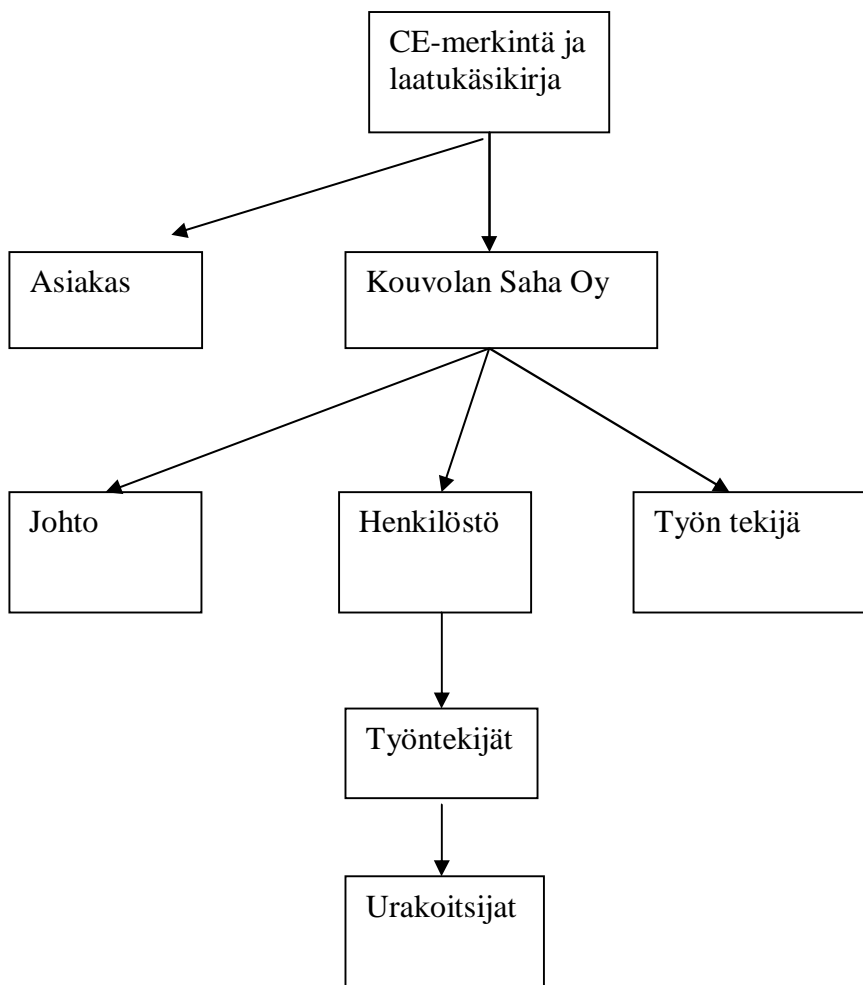 CE-merkintä ja
laatukäsikirja
Asiakas
Kouvolan Saha Oy
Johto
Henkilöstö
Työn tekijä
Työntekijät
Urakoitsijat